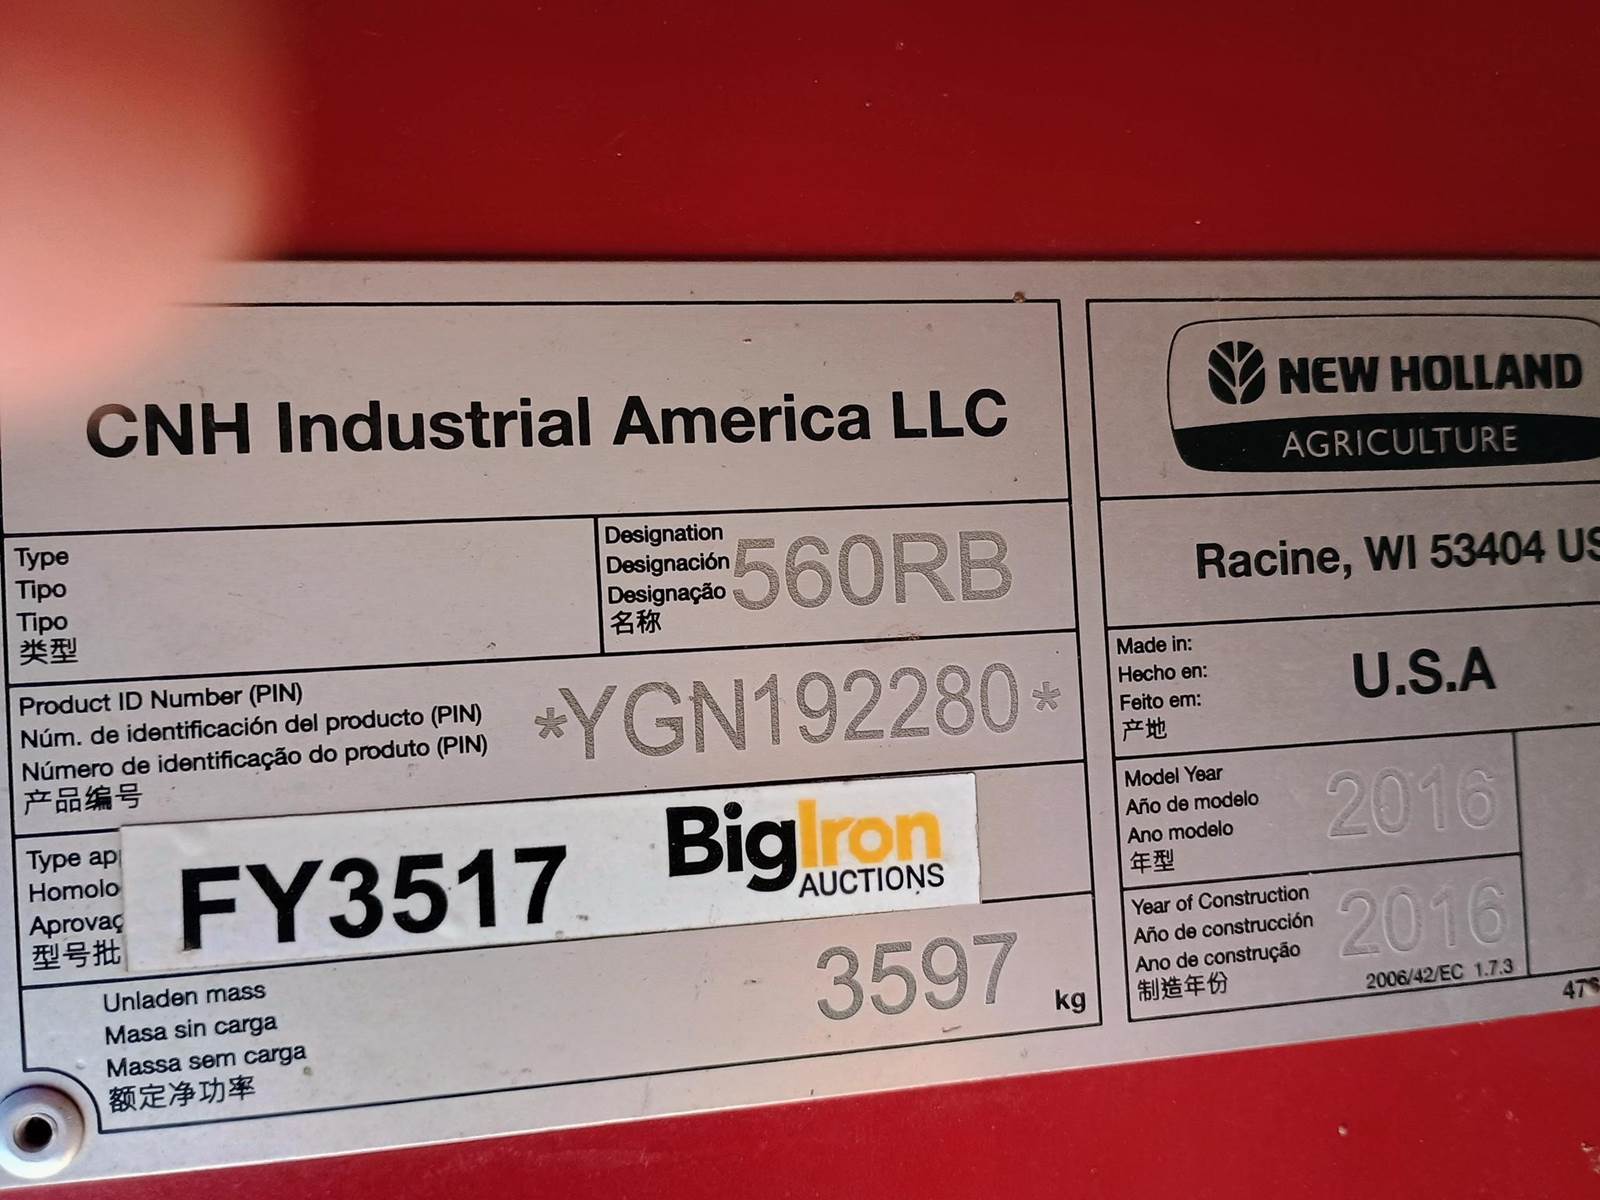 CNH Industrial America LLC
Type
Tipo
Tipo
类型
Designation
Designación
Designação
名称
560RB
Product ID Number (PIN)
Núm. de identificación del producto (PIN)
Número de identificação do produto (PIN)
产品编号
*YGN192280*
Type ap
Homolo
Aprovaç
型号批
FY3517
BigIron
AUCTIONS
Unladen mass
Masa sin carga
Massa sem carga
额定净功率
3597
kg
NEW HOLLAND
AGRICULTURE
Racine, WI 53404 US
Made in:
Hecho en:
Feito em:
产地
U.S.A
Model Year
Año de modelo
Ano modelo
年型
2016
Year of Construction
Año de construcción
Ano de construção
制造年份
2016
2006/42/EC 1.7.3